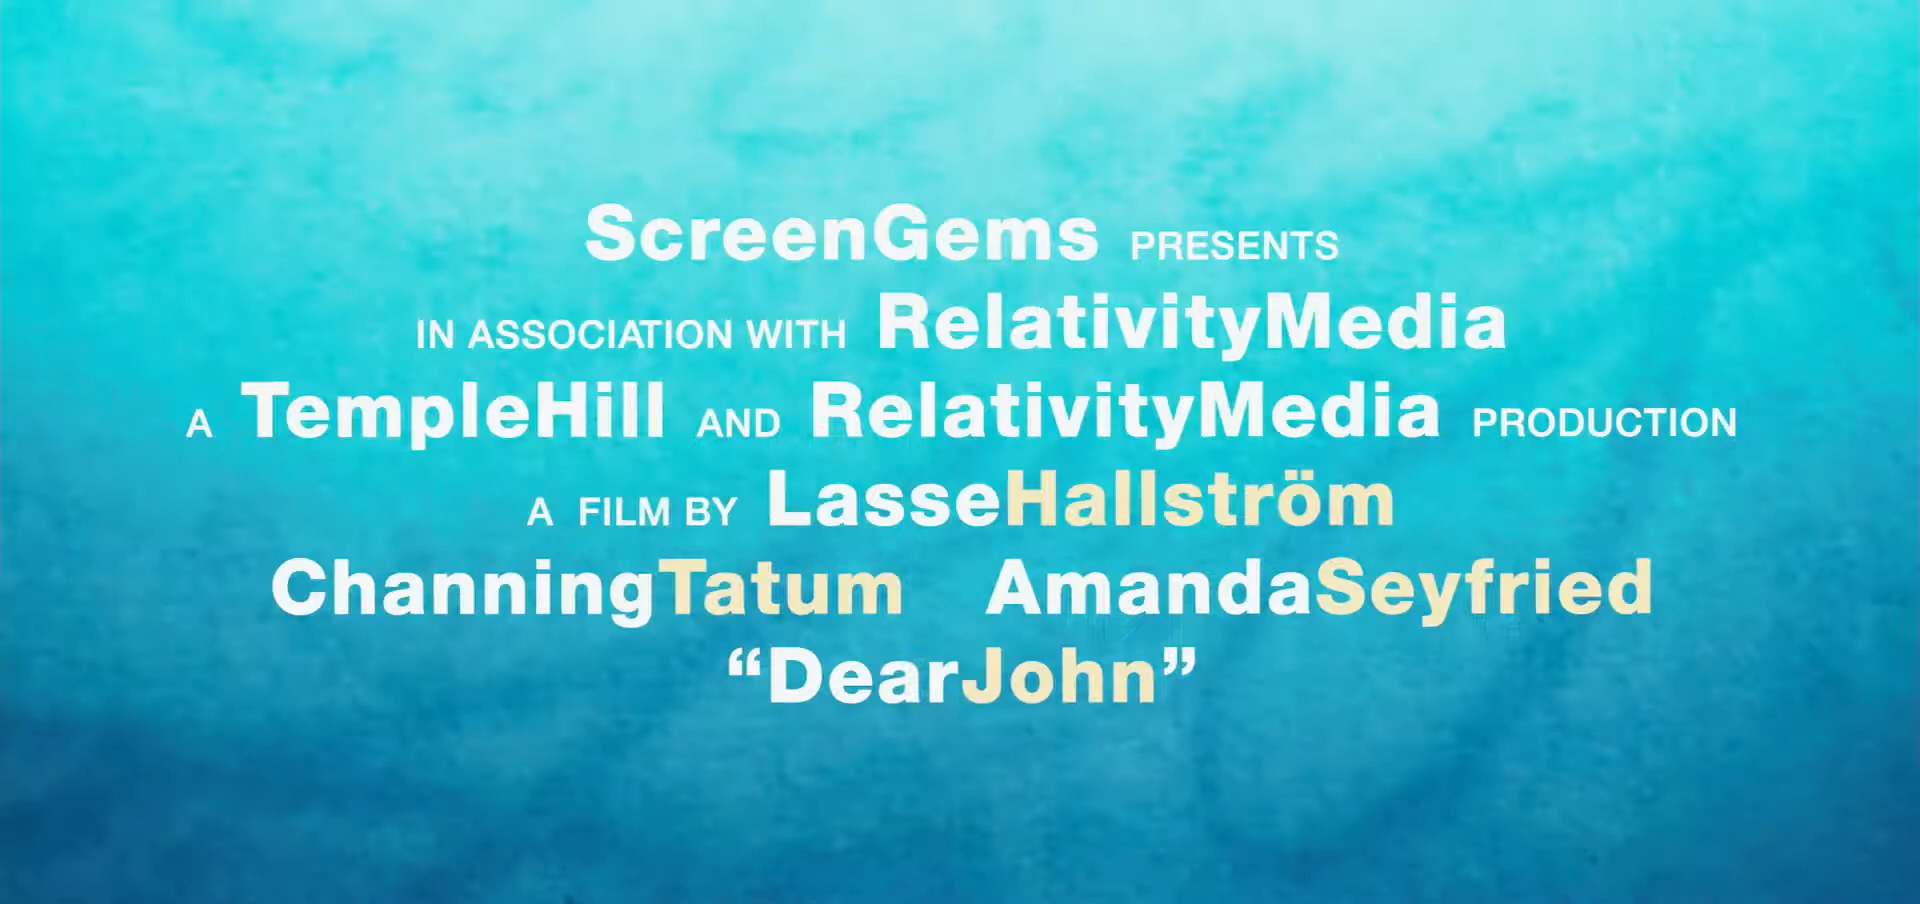 ScreenGems PRESENTS
IN ASSOCIATION WITH RelativityMedia
A TempleHill AND RelativityMedia PRODUCTION
A FILM BY LasseHallström
ChanningTatum AmandaSeyfried
“DearJohn”